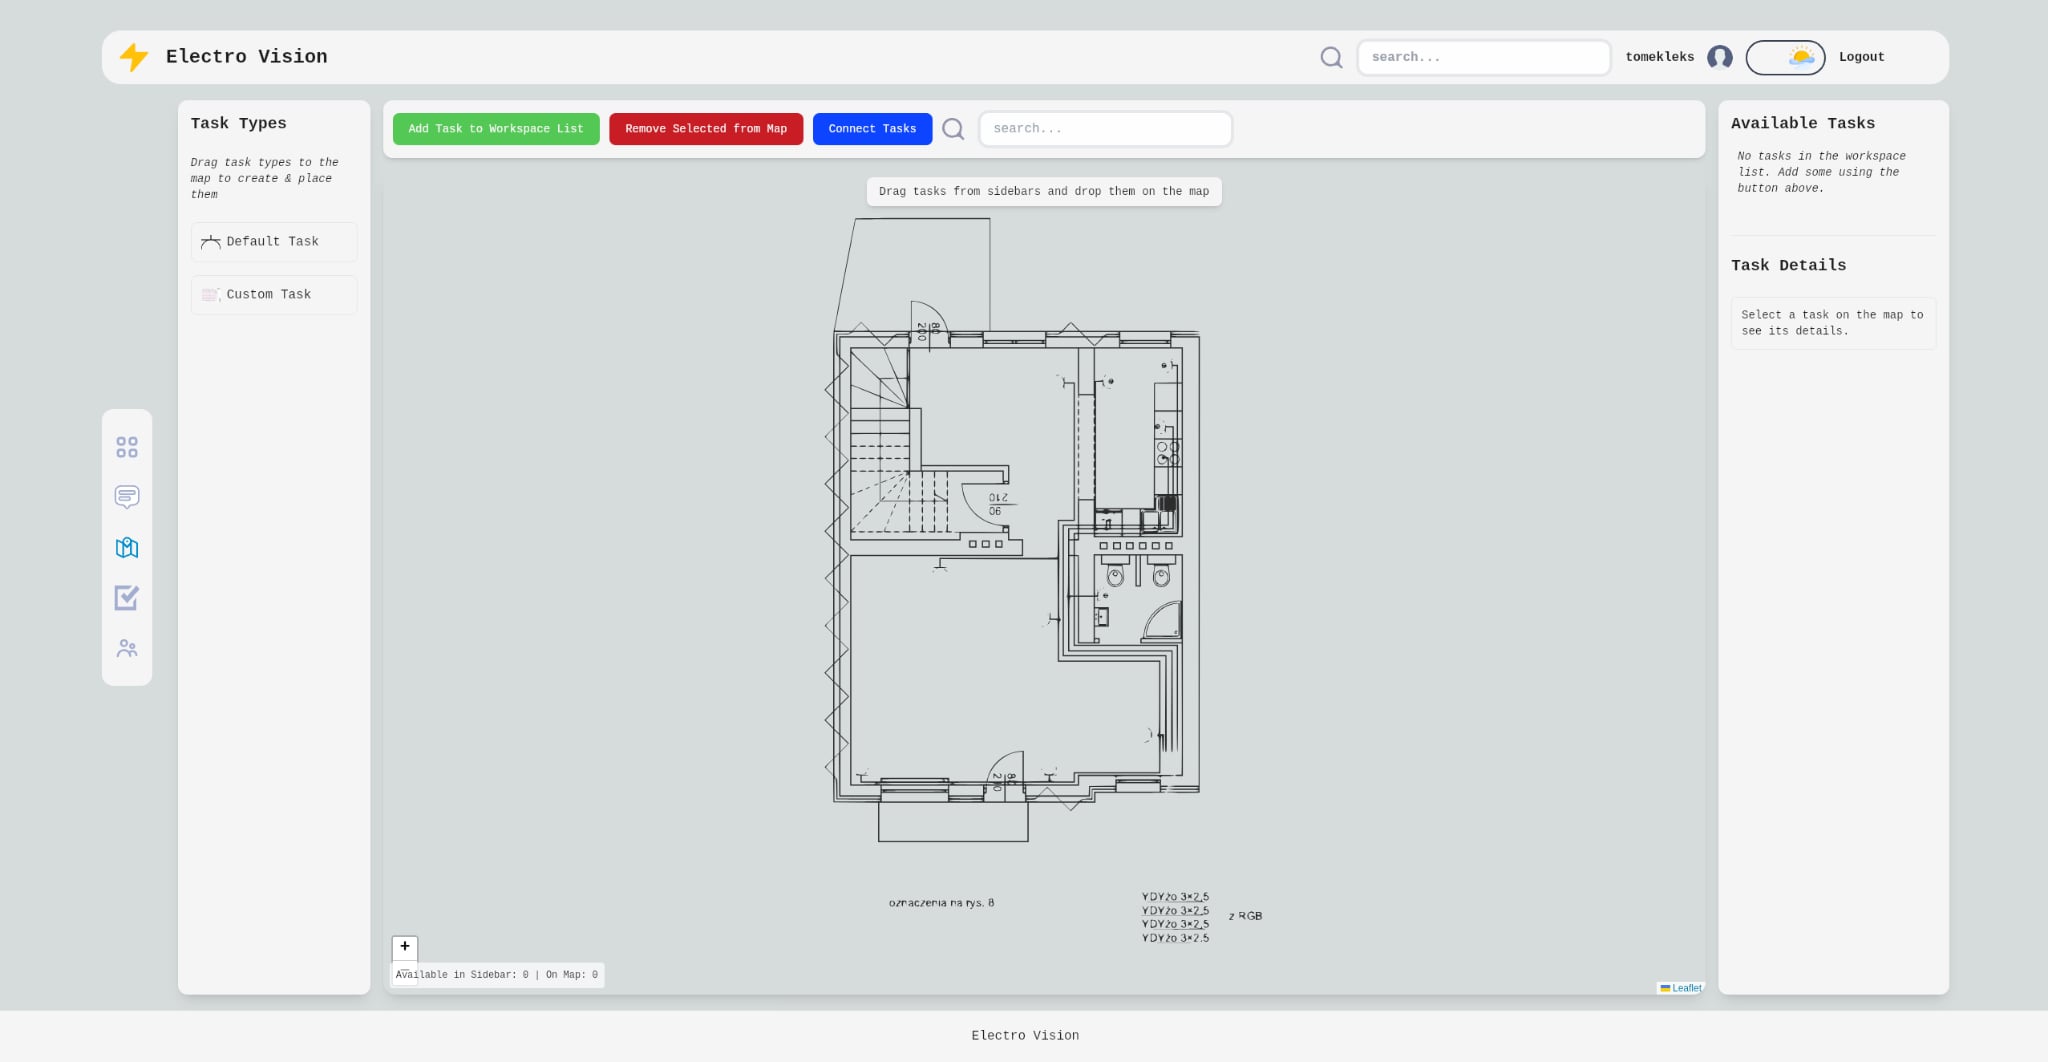 Electro Vision
search...
tomekleks
Logout
Task Types
Drag task types to the
map to create & place
them
Default Task
Custom Task
Add Task to Workspace List
Remove Selected from Map
Connect Tasks
search...
Drag tasks from sidebars and drop them on the map
80
200
90
210
80
oznaczenia na rys. 8
YDYżo 3×2,5
YDYżo 3×2,5
YDYżo 3×2,5
YDYżo 3×2.5
z RGB
+
Available in Sidebar: 0 | On Map: 0
Leaflet
Available Tasks
No tasks in the workspace
list. Add some using the
button above.
Task Details
Select a task on the map to
see its details.
Electro Vision